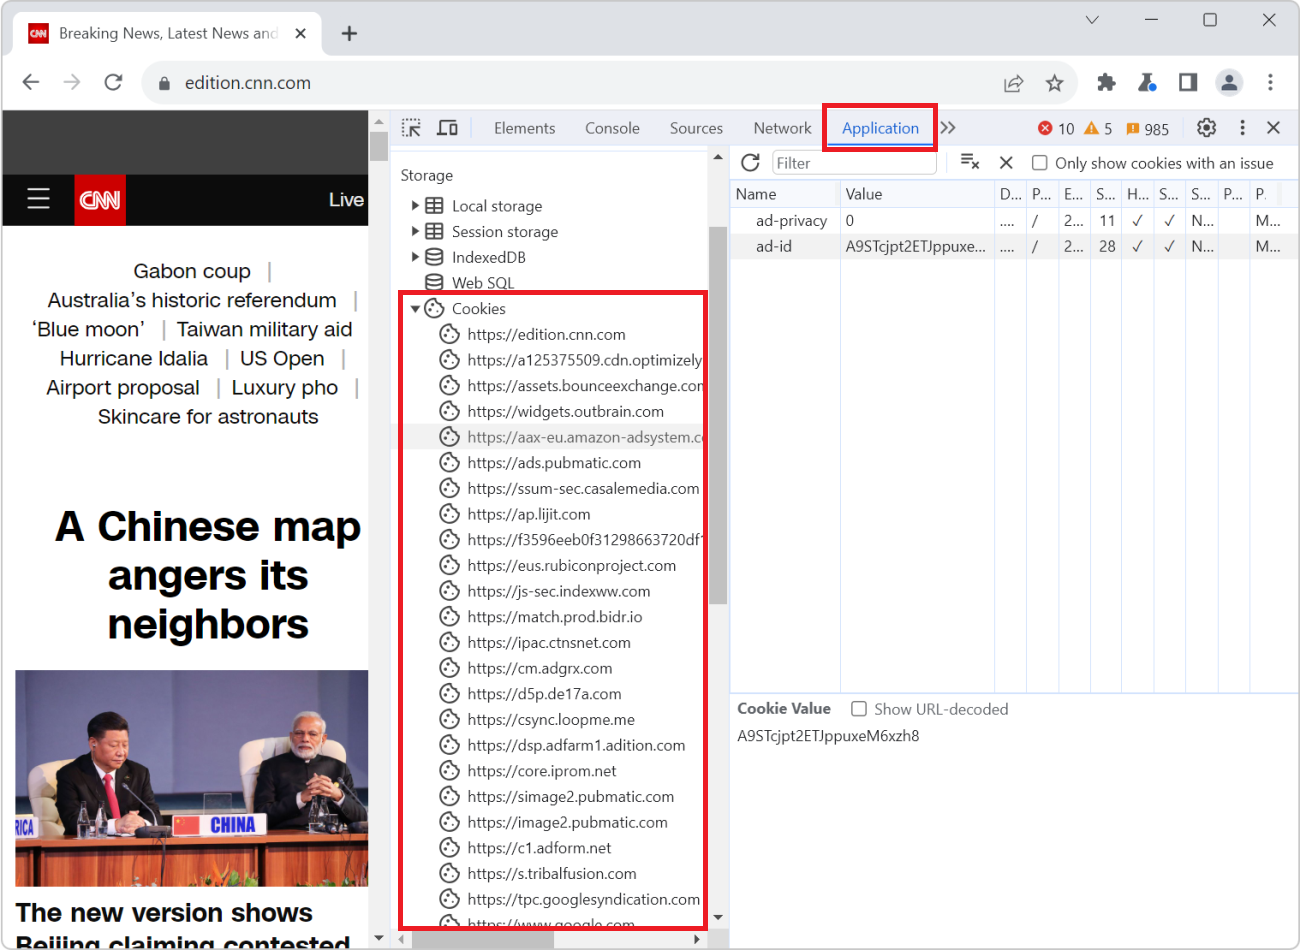 CNN
Breaking News, Latest News and
edition.cnn.com
CNN
Live
Gabon coup |
Australia’s historic referendum |
‘Blue moon’ | Taiwan military aid
Hurricane Idalia | US Open |
Airport proposal | Luxury pho |
Skincare for astronauts
A Chinese map
angers its
neighbors
RICA
CHINA
The new version shows
Beijing claiming contested
Elements Console Sources Network Application 10 5 985
Storage
Local storage
Session storage
IndexedDB
Web SQL
Cookies
https://edition.cnn.com
https://a125375509.cdn.optimizely
https://assets.bounceexchange.com
https://widgets.outbrain.com
https://aax-eu.amazon-adsystem.co
https://ads.pubmatic.com
https://ssum-sec.casalemedia.com
https://ap.lijit.com
https://f3596eeb0f31298663720df1
https://eus.rubiconproject.com
https://js-sec.indexww.com
https://match.prod.bidr.io
https://ipac.ctnsnet.com
https://cm.adgrx.com
https://d5p.de17a.com
https://csync.loopme.me
https://dsp.adfarm1.adition.com
https://core.iprom.net
https://simage2.pubmatic.com
https://image2.pubmatic.com
https://c1.adform.net
https://s.tribalfusion.com
https://tpc.googlesyndication.com
https://www.google.com
Filter
Only show cookies with an issue
Name Value D... P... E... S... H... S... S... P... P.
ad-privacy 0 .... / 2... 11 ✓ ✓ N... M...
ad-id A9STcjpt2ETJppuxe... .... / 2... 28 ✓ ✓ N... M...
Cookie Value Show URL-decoded
A9STcjpt2ETJppuxeM6xzh8